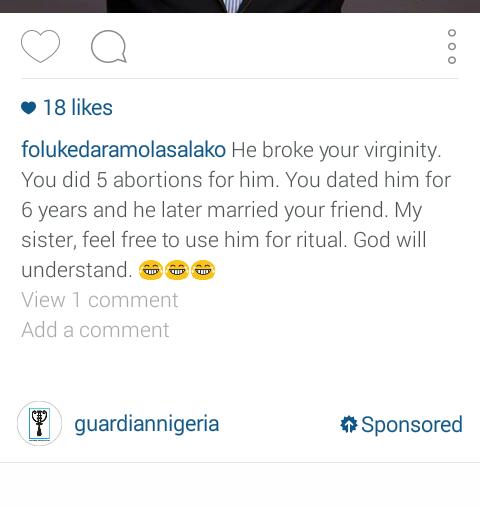 18 likes
folukedaramolasalako He broke your virginity.
You did 5 abortions for him. You dated him for
6 years and he later married your friend. My
sister, feel free to use him for ritual. God will
understand. 😂😂😂
View 1 comment
Add a comment
guardiannigeria
Sponsored